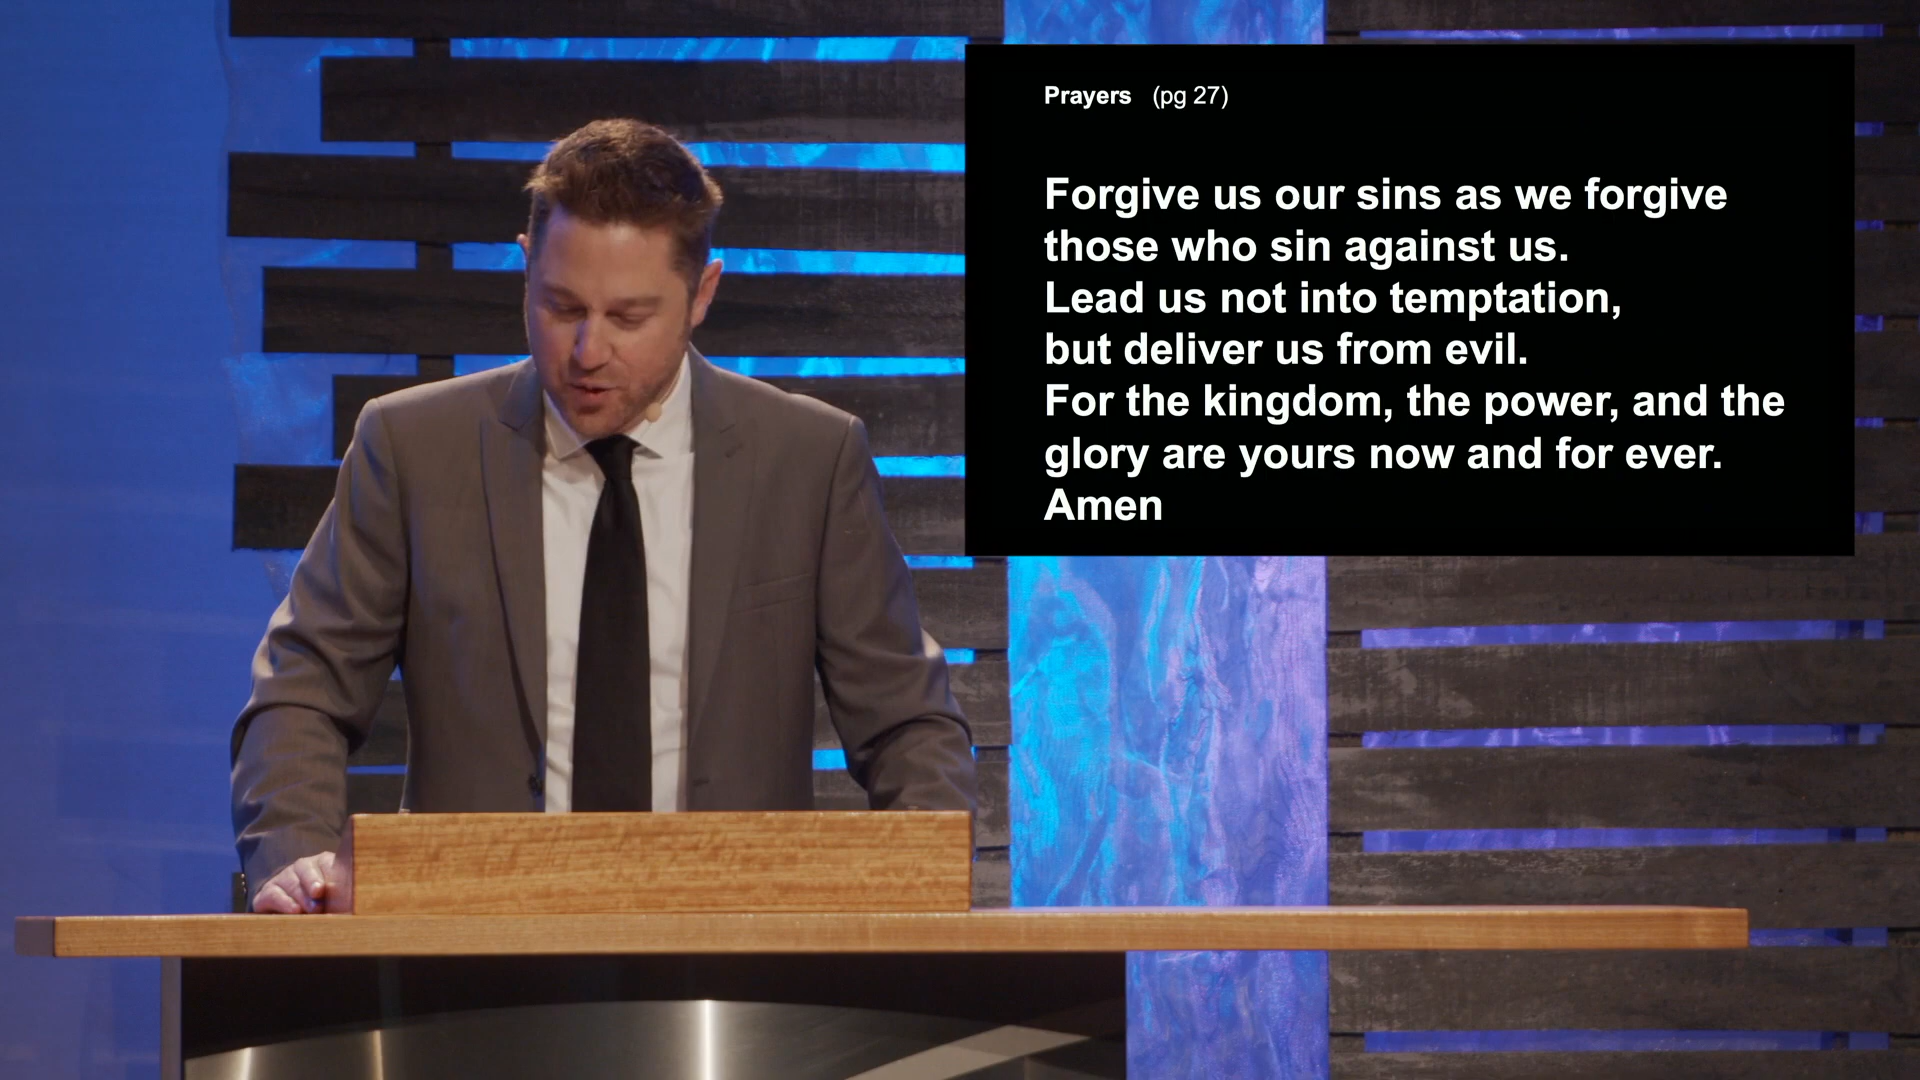 Prayers (pg 27)
Forgive us our sins as we forgive
those who sin against us.
Lead us not into temptation,
but deliver us from evil.
For the kingdom, the power, and the
glory are yours now and for ever.
Amen